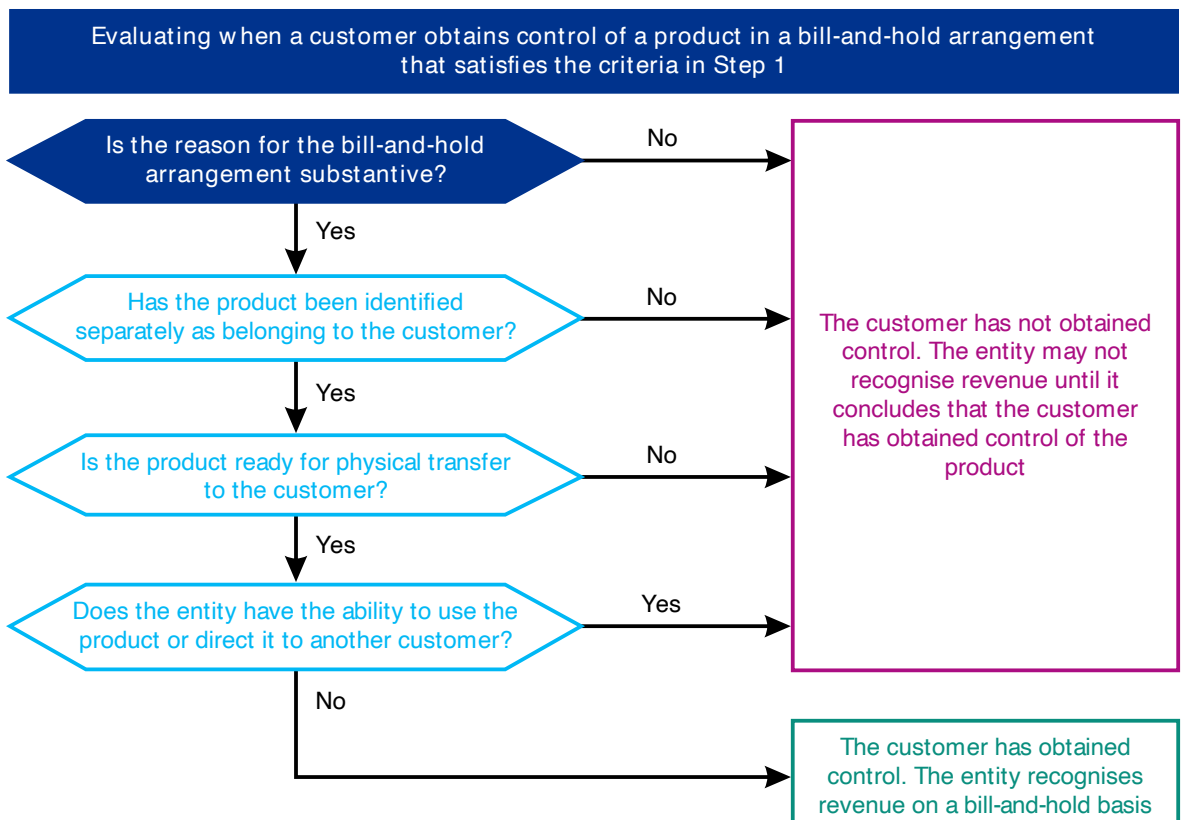 Evaluating when a customer obtains control of a product in a bill-and-hold arrangement
that satisfies the criteria in Step 1
Is the reason for the bill-and-hold
arrangement substantive?
No
Yes
Has the product been identified
separately as belonging to the customer?
No
Yes
Is the product ready for physical transfer
to the customer?
No
Yes
Does the entity have the ability to use the
product or direct it to another customer?
Yes
No
The customer has not obtained
control. The entity may not
recognise revenue until it
concludes that the customer
has obtained control of the
product
The customer has obtained
control. The entity recognises
revenue on a bill-and-hold basis